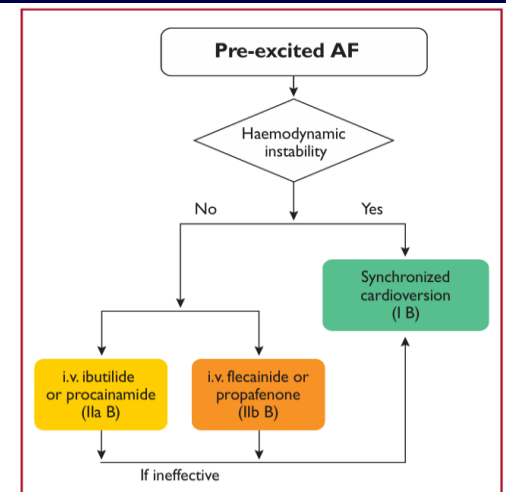 Pre-excited AF
Haemodynamic
instability
No
Yes
Synchronized
cardioversion
(I B)
i.v. ibutilide
or procainamide
(IIa B)
i.v. flecainide or
propafenone
(IIb B)
If ineffective